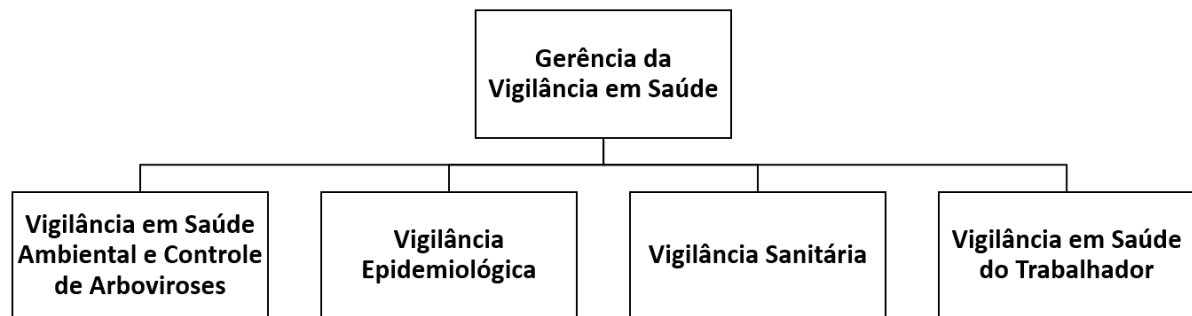 Gerência da
Vigilância em Saúde
Vigilância em Saúde
Ambiental e Controle
de Arboviroses
Vigilância
Epidemiológica
Vigilância Sanitária
Vigilância em Saúde
do Trabalhador